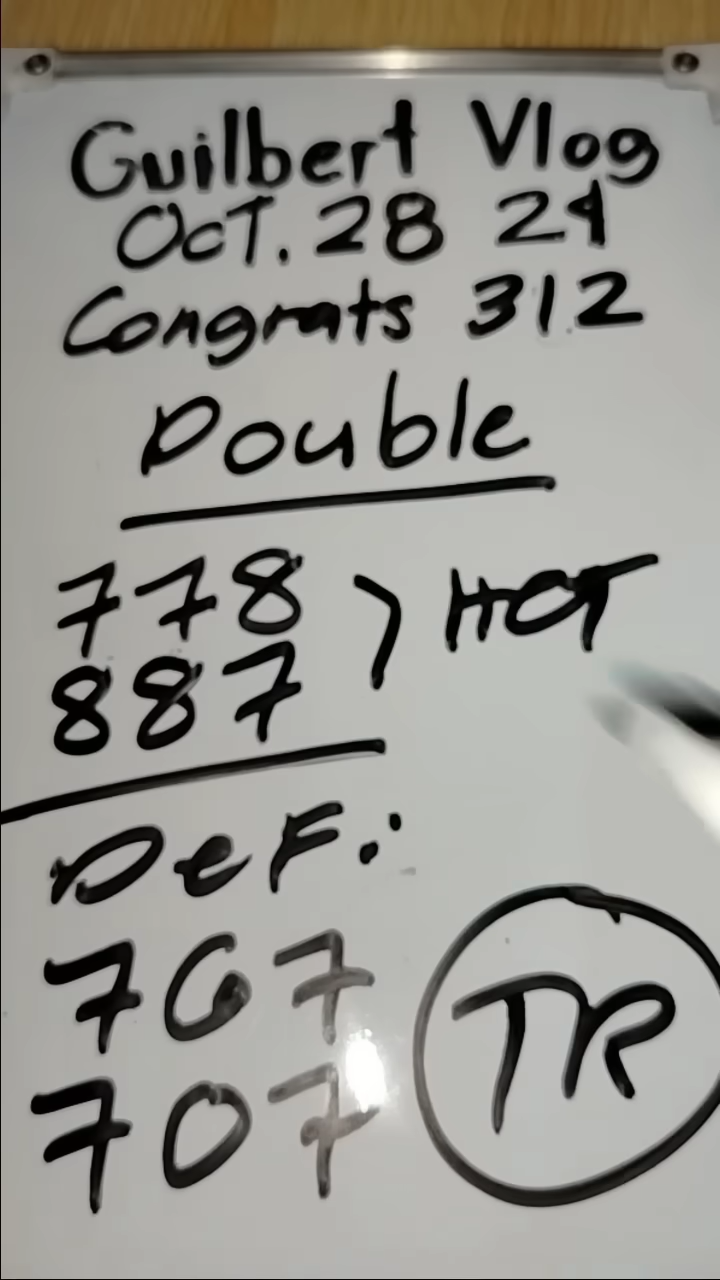 Guilbert Vlog
Oct. 28 24
Congrats 312
Double
778
887 ) HOT
DeF.:
767
707
TR